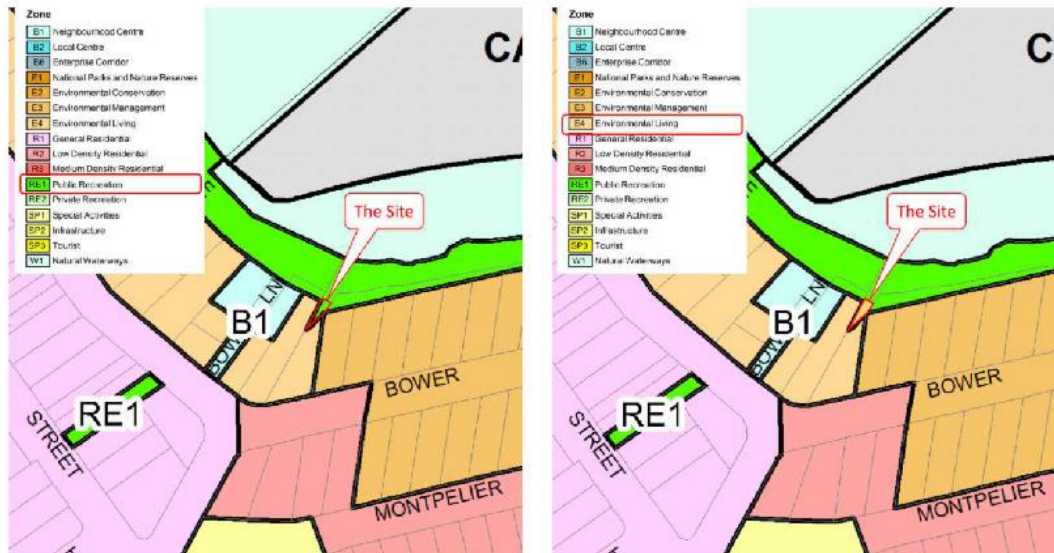 Zone
B1 Neighbourhood Centre
B2 Local Centre
B6 Enterprise Corridor
E1 National Parks and Nature Reserves
E2 Environmental Conservation
E3 Environmental Management
E4 Environmental Living
R1 General Residential
R2 Low Density Residential
R3 Medium Density Residential
RE1 Public Recreation
RE2 Private Recreation
SP1 Special Activities
SP2 Infrastructure
SP3 Tourist
W1 Natural Waterways
CA
E
The Site
LN
B1
BOW
BOWER
RE1
STREET
MONTPELIER
Zone
B1 Neighbourhood Centre
B2 Local Centre
B6 Enterprise Corridor
E1 National Parks and Nature Reserves
E2 Environmental Conservation
E3 Environmental Management
E4 Environmental Living
R1 General Residential
R2 Low Density Residential
R3 Medium Density Residential
RE1 Public Recreation
RE2 Private Recreation
SP1 Special Activities
SP2 Infrastructure
SP3 Tourist
W1 Natural Waterways
C
The Site
LN
B1
BOW
BOWER
RE1
STREET
MONTPELIER